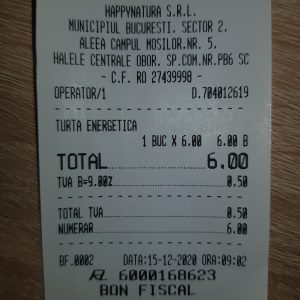 HAPPYNATURA S.R.L.
MUNICIPIUL BUCURESTI, SECTOR 2,
ALEEA CAMPUL MOSILOR,NR. 5,
HALELE CENTRALE OBOR, SP.COM.NR.PB6 SC
- C.F. RO 27439998 -
OPERATOR/1 D.704012619
TURTA ENERGETICA
1 BUC X 6.00 6.00 B
TOTAL 6.00
TVA B=9.00% 0.50
TOTAL TVA 0.50
NUMERAR 6.00
BF.0002 DATA:15-12-2020 ORA:09:02
6000168623
BON FISCAL